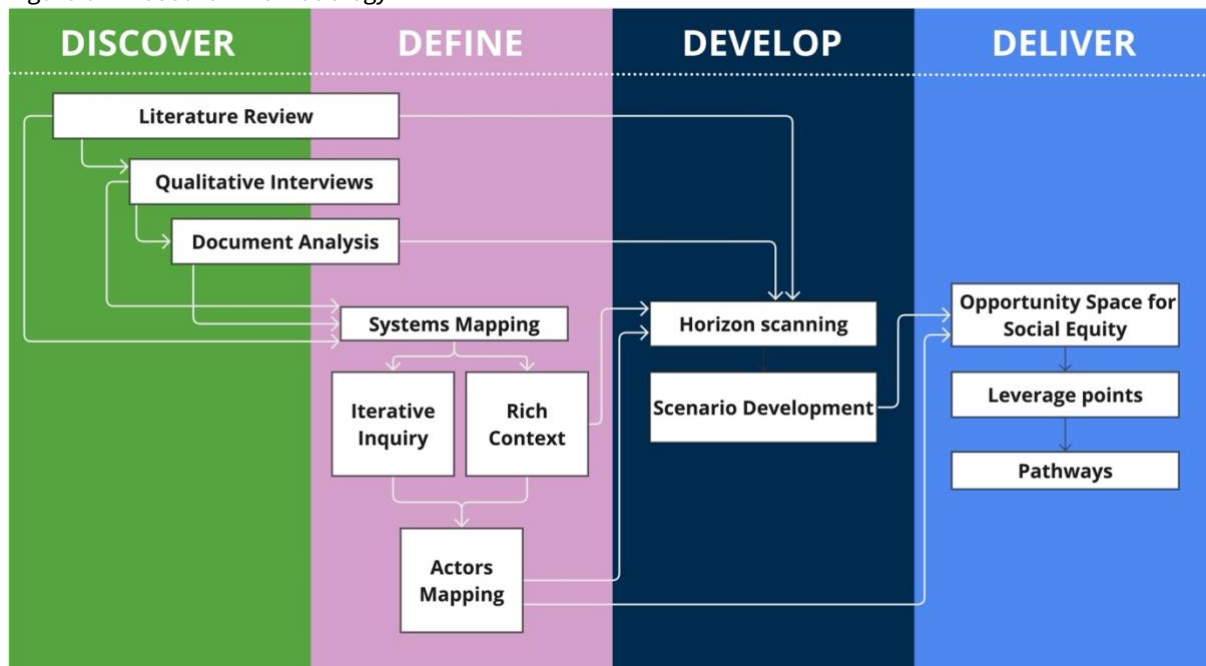 DISCOVER
DEFINE
DEVELOP
DELIVER
Literature Review
Qualitative Interviews
Document Analysis
Systems Mapping
Iterative
Inquiry
Rich
Context
Actors
Mapping
Horizon scanning
Scenario Development
Opportunity Space for
Social Equity
Leverage points
Pathways